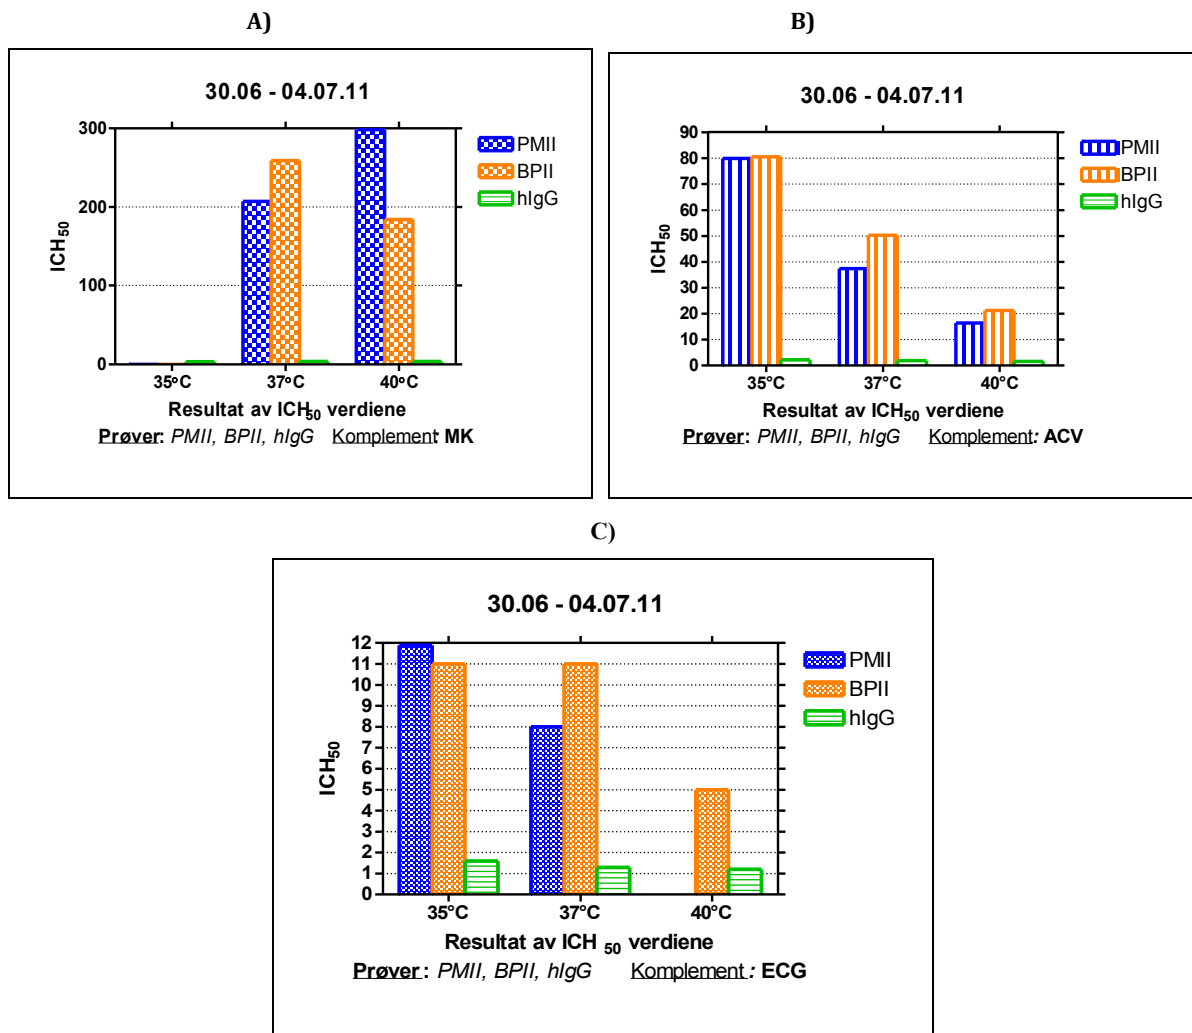 A)
30.06 - 04.07.11
300
200
100
0
ICH50
35°C 37°C 40°C
PMII
BPII
hIgG
Resultat av ICH50 verdiene
Prøver: PMII, BPII, hIgG Komplement: MK
B)
30.06 - 04.07.11
90
80
70
60
50
40
30
20
10
0
ICH50
35°C 37°C 40°C
PMII
BPII
hIgG
Resultat av ICH50 verdiene
Prøver: PMII, BPII, hIgG Komplement: ACV
C)
30.06 - 04.07.11
12
11
10
9
8
7
6
5
4
3
2
1
0
ICH50
35°C 37°C 40°C
PMII
BPII
hIgG
Resultat av ICH 50 verdiene
Prøver : PMII, BPII, hIgG Komplement : ECG